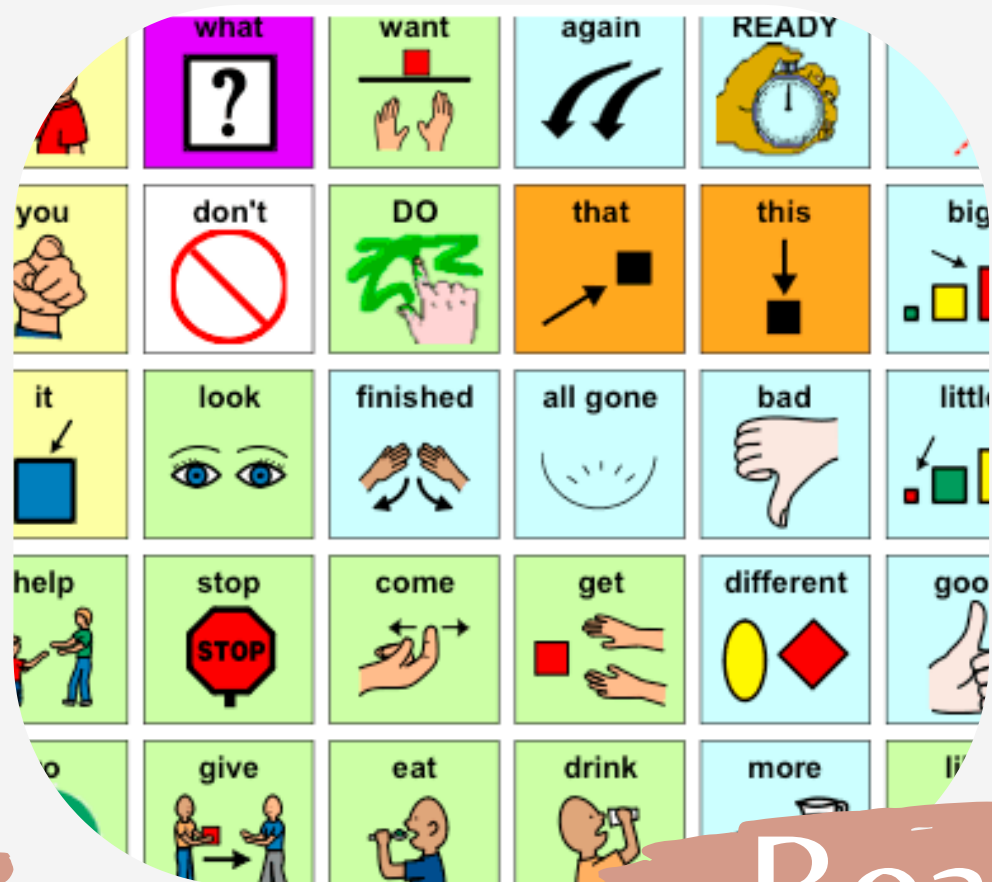 what want again READY
?
you don't DO that this big
it look finished all gone bad
help stop come get different
STOP
give eat drink more